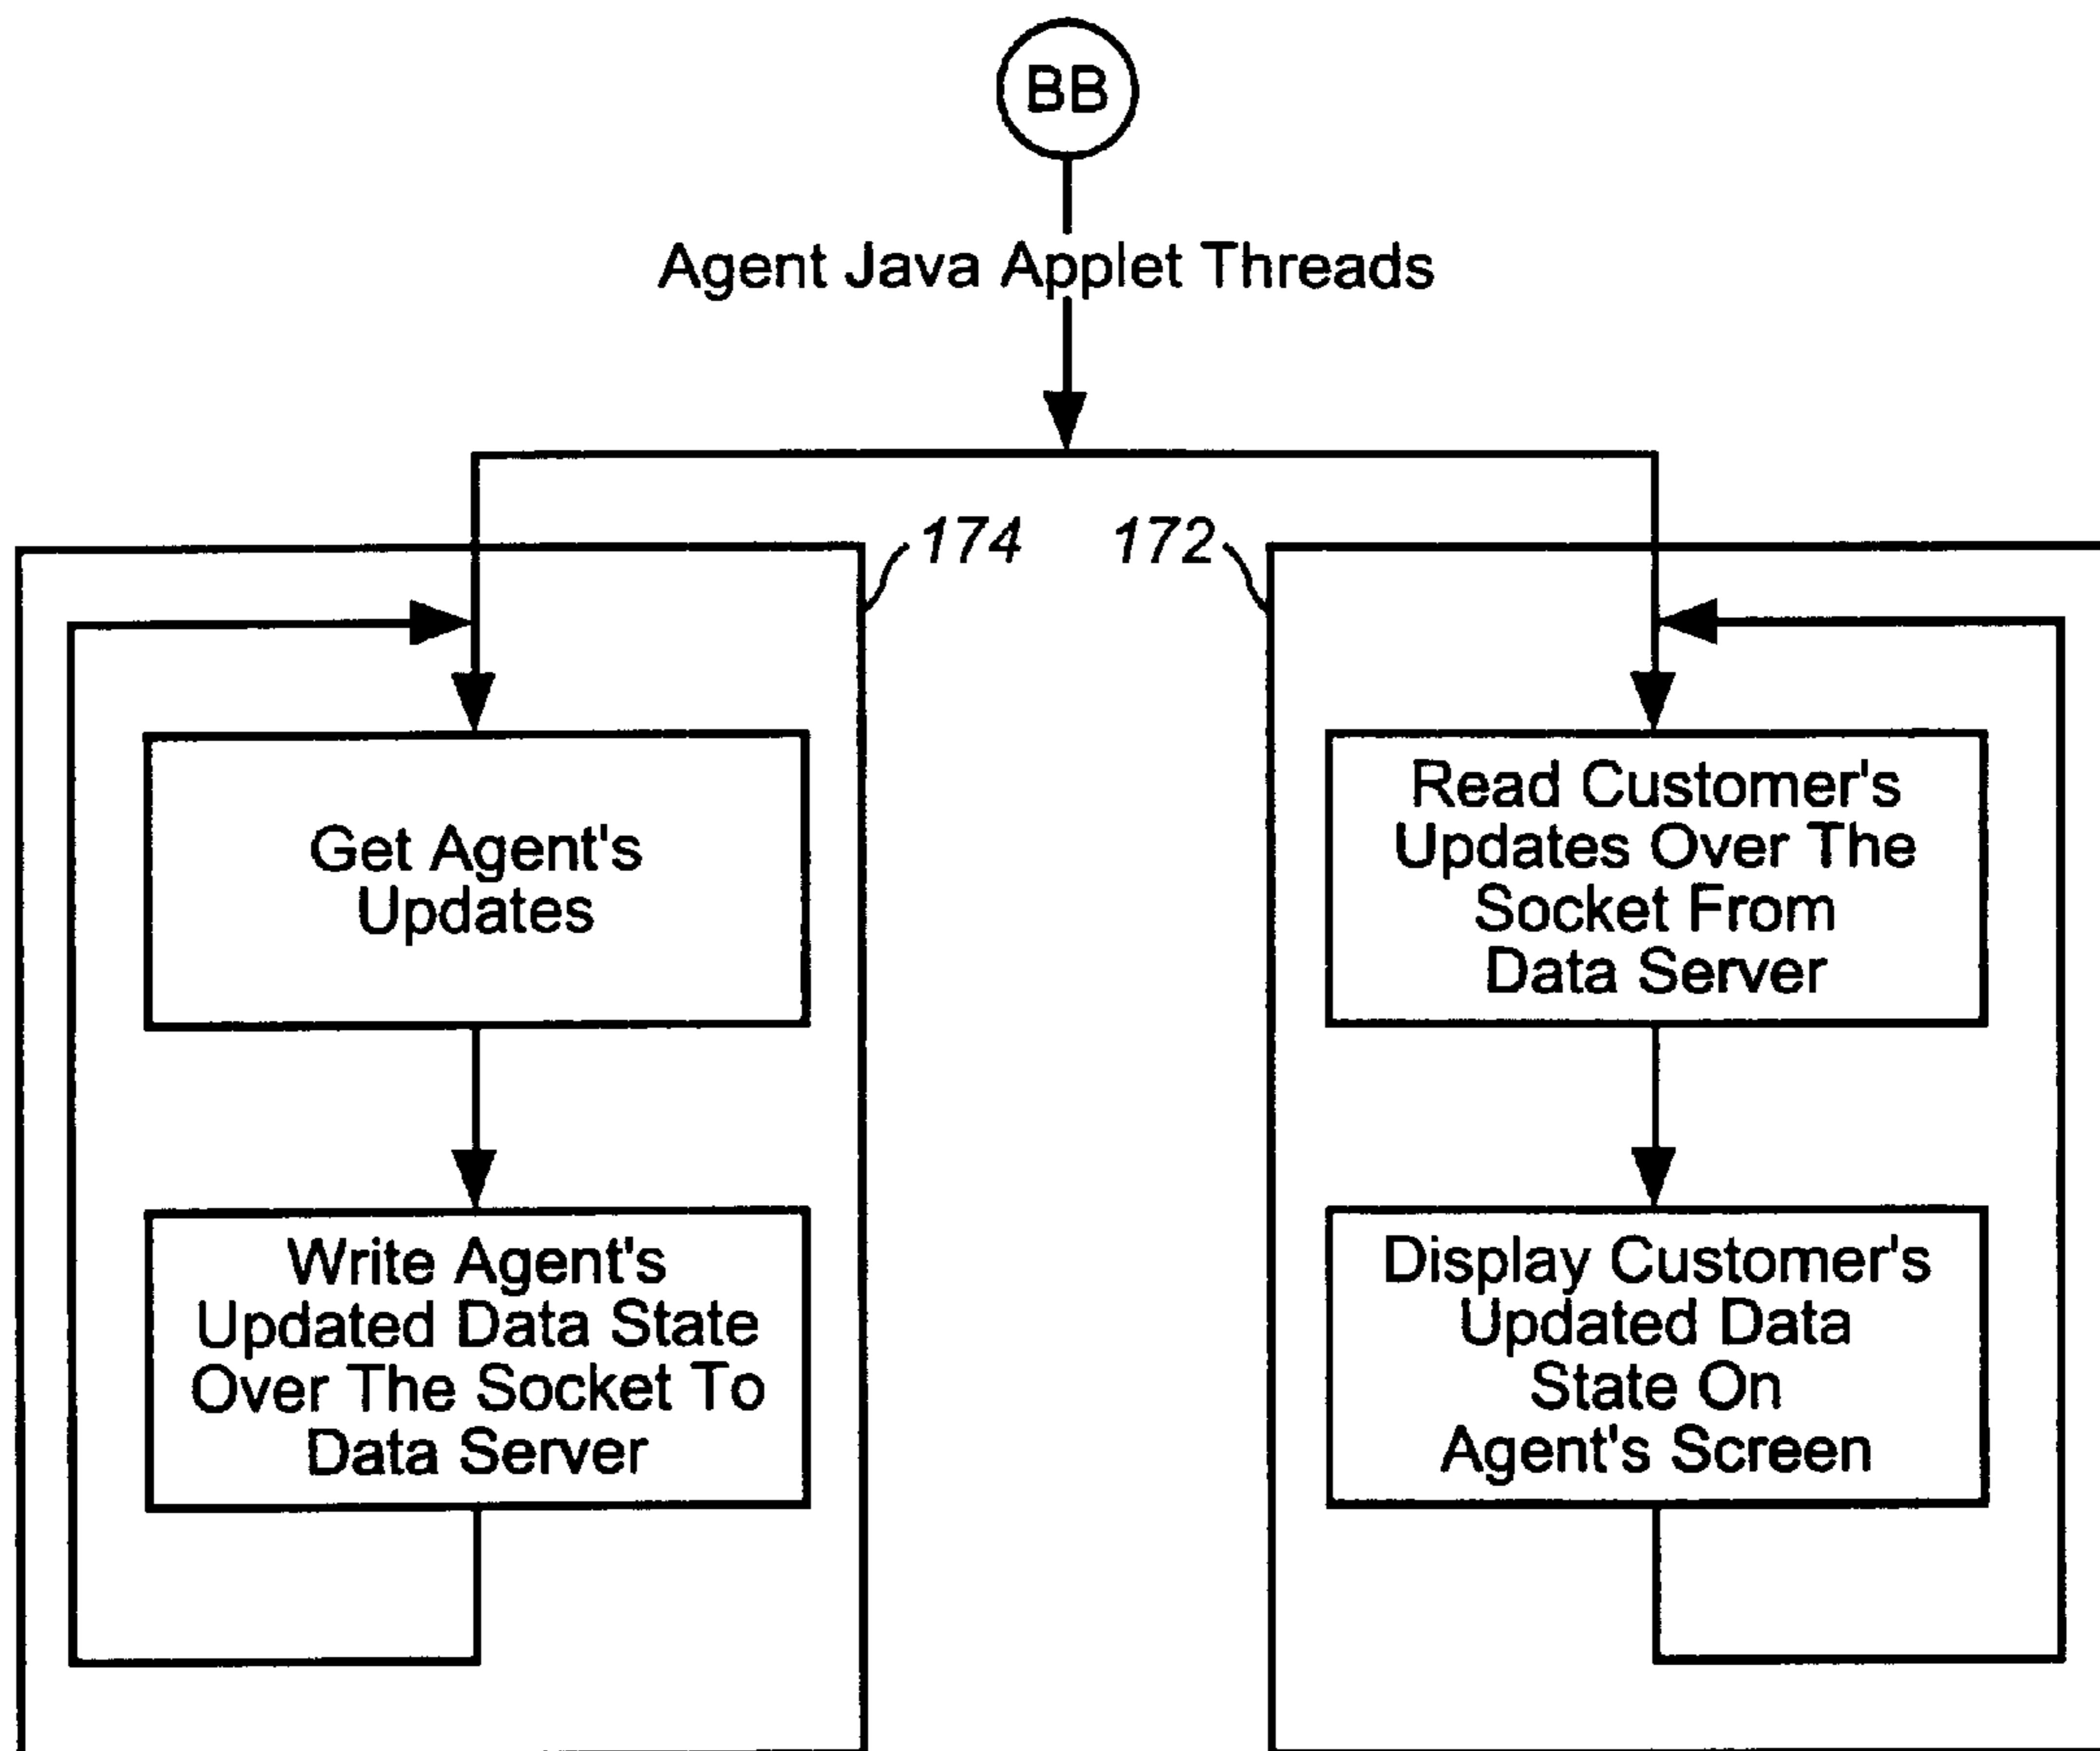 BB
Agent Java Applet Threads
174
172
Get Agent's
Updates
Write Agent's
Updated Data State
Over The Socket To
Data Server
Read Customer's
Updates Over The
Socket From
Data Server
Display Customer's
Updated Data
State On
Agent's Screen